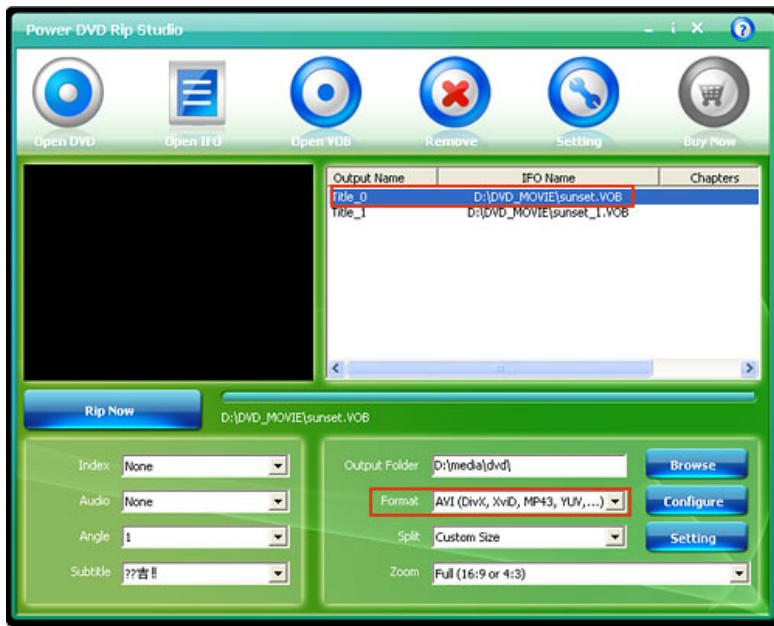 Power DVD Rip Studio
Open DVD
Open IFO
Open VOB
Remove
Setting
Buy Now
Output Name IFO Name Chapters
Title_0 D:\DVD_MOVIE\sunset.VOB
Title_1 D:\DVD_MOVIE\sunset_1.VOB
Rip Now
D:\DVD_MOVIE\sunset.VOB
Index None
Audio None
Angle 1
Subtitle ??吉‼
Output Folder D:\media\dvd\ Browse
Format AVI (DivX, XviD, MP43, YUV,...) Configure
Split Custom Size Setting
Zoom Full (16:9 or 4:3)